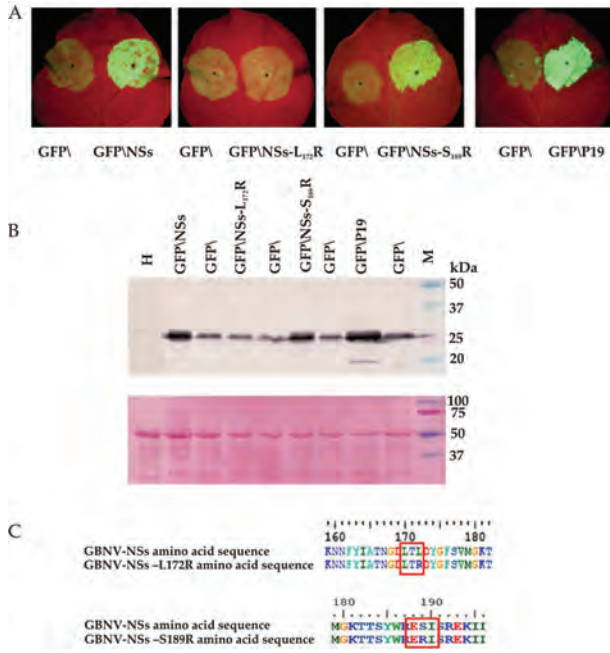 A
GFP\ GFP\NSs GFP\ GFP\NSs-L₁₇₂R GFP\ GFP\NSs-S₁₈₉R GFP\ GFP\P19
B
H GFP\NSs GFP\ GFP\NSs-L₁₇₂R GFP\ GFP\NSs-S₁₈₉R GFP\ GFP\P19 GFP\ M
kDa
50
37
25
20
100
75
50
37
C
160 170 180
GBNV-NSs amino acid sequence KNNFYIATNGDLTLDYGFSVMGKT
GBNV-NSs –L172R amino acid sequence KNNFYIATNGDLTRDYGFSVMGKT
180 190
GBNV-NSs amino acid sequence MGKTTSYWRESISREKII
GBNV-NSs –S189R amino acid sequence MGKTTSYWRERISREKII